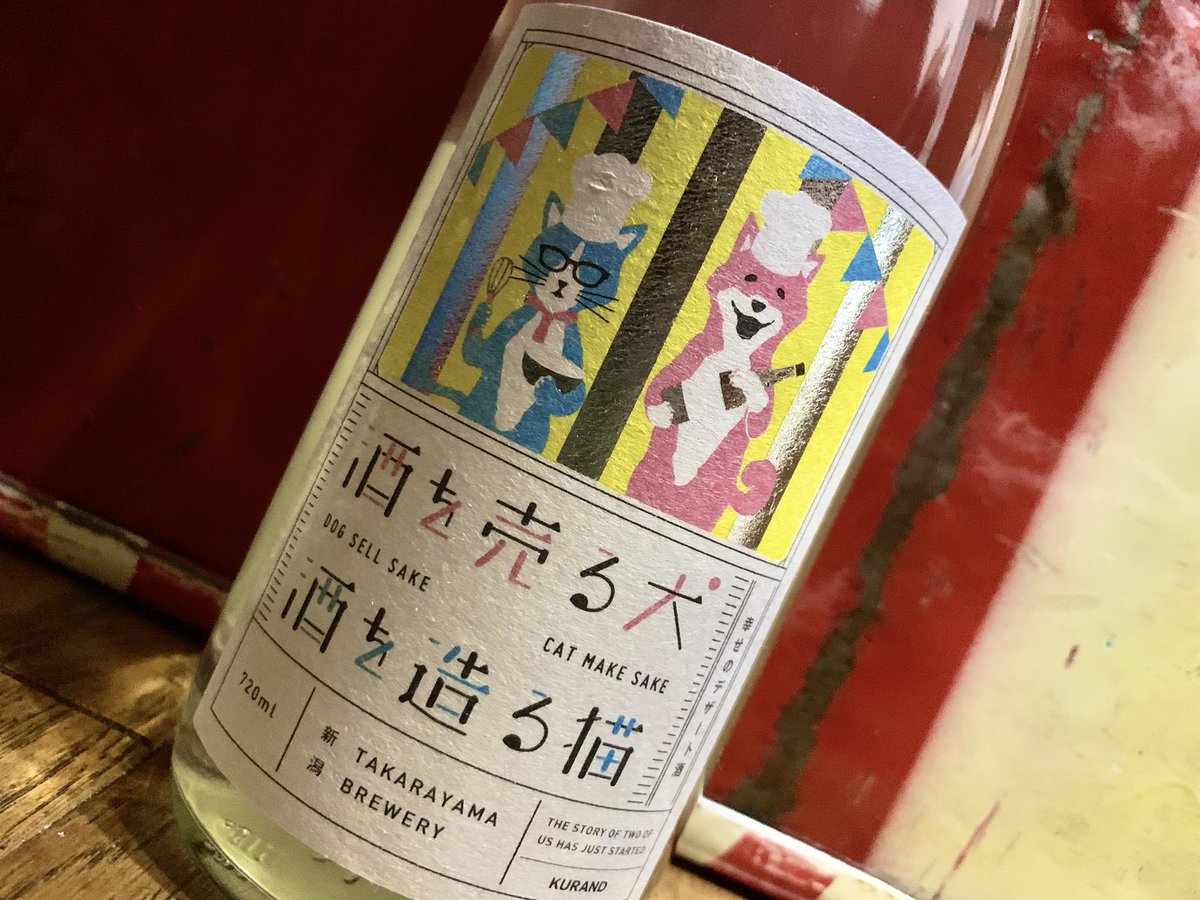 酒を売る犬
DOG SELL SAKE
酒を造る猫
CAT MAKE SAKE
幸せのデザート酒
720ml
新潟
TAKARAYAMA
BREWERY
THE STORY OF TWO OF
US HAS JUST STARTED
KURAND